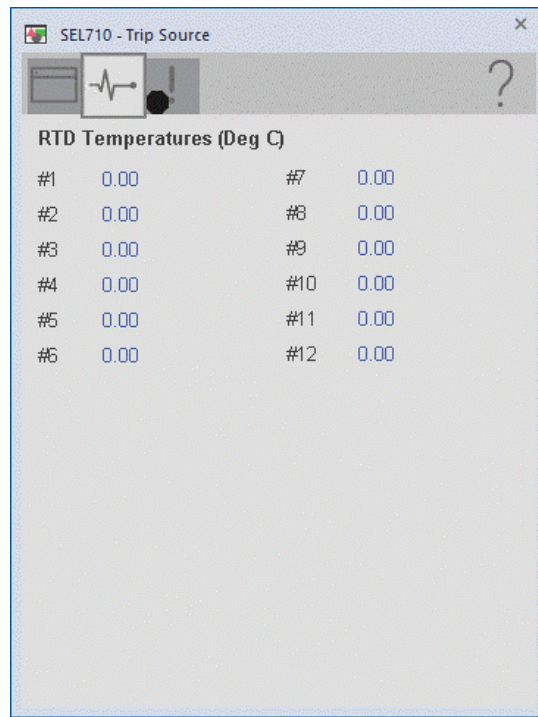 SEL710 - Trip Source
RTD Temperatures (Deg C)
#1 0.00 #7 0.00
#2 0.00 #8 0.00
#3 0.00 #9 0.00
#4 0.00 #10 0.00
#5 0.00 #11 0.00
#6 0.00 #12 0.00